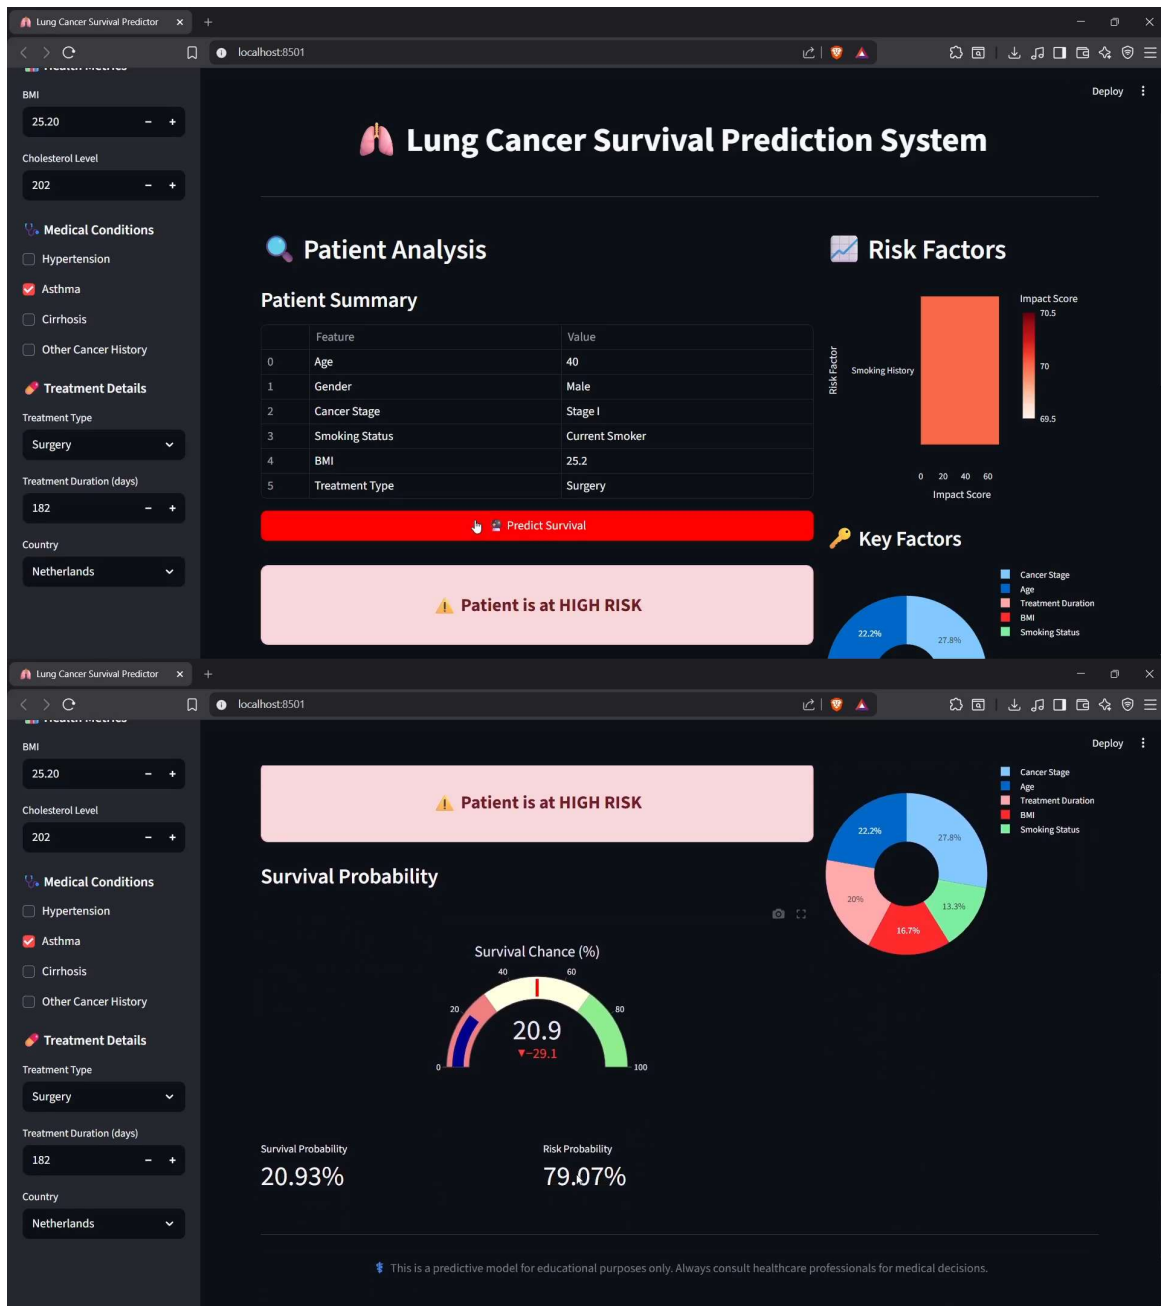 Lung Cancer Survival Predictor
localhost:8501
Health Metrics
BMI
25.20
Cholesterol Level
202
Medical Conditions
Hypertension
Asthma
Cirrhosis
Other Cancer History
Treatment Details
Treatment Type
Surgery
Treatment Duration (days)
182
Country
Netherlands
Deploy
Lung Cancer Survival Prediction System
Patient Analysis
Patient Summary
Feature Value
0 Age 40
1 Gender Male
2 Cancer Stage Stage I
3 Smoking Status Current Smoker
4 BMI 25.2
5 Treatment Type Surgery
Predict Survival
Patient is at HIGH RISK
Risk Factors
Impact Score
70.5
70
69.5
Risk Factor
Smoking History
0 20 40 60
Impact Score
Key Factors
Cancer Stage
Age
Treatment Duration
BMI
Smoking Status
22.2%
27.8%
Lung Cancer Survival Predictor
localhost:8501
Health Metrics
BMI
25.20
Cholesterol Level
202
Medical Conditions
Hypertension
Asthma
Cirrhosis
Other Cancer History
Treatment Details
Treatment Type
Surgery
Treatment Duration (days)
182
Country
Netherlands
Deploy
Patient is at HIGH RISK
Survival Probability
Survival Chance (%)
0
20
40
60
80
100
20.9
▼−29.1
Survival Probability
20.93%
Risk Probability
79.07%
Cancer Stage
Age
Treatment Duration
BMI
Smoking Status
22.2%
27.8%
20%
13.3%
16.7%
This is a predictive model for educational purposes only. Always consult healthcare professionals for medical decisions.